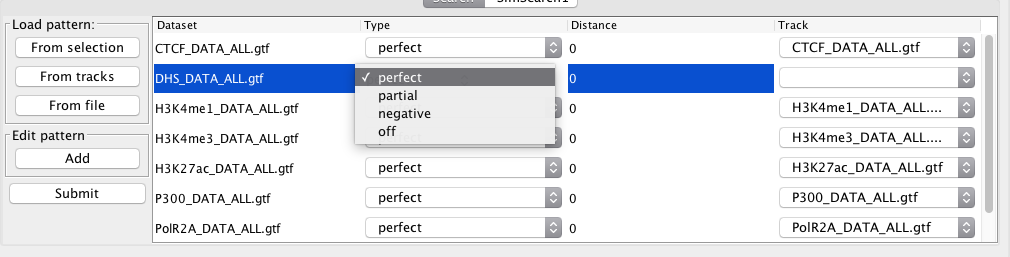 Search SimSearch1
Load pattern:
From selection
From tracks
From file
Edit pattern
Add
Submit
Dataset Type Distance Track
CTCF_DATA_ALL.gtf perfect 0 CTCF_DATA_ALL.gtf
DHS_DATA_ALL.gtf ✓ perfect 0
partial
H3K4me1_DATA_ALL.gtf negative 0 H3K4me1_DATA_ALL....
H3K4me3_DATA_ALL.gtf off 0 H3K4me3_DATA_ALL....
H3K27ac_DATA_ALL.gtf perfect 0 H3K27ac_DATA_ALL.gtf
P300_DATA_ALL.gtf perfect 0 P300_DATA_ALL.gtf
PolR2A_DATA_ALL.gtf perfect 0 PolR2A_DATA_ALL.gtf